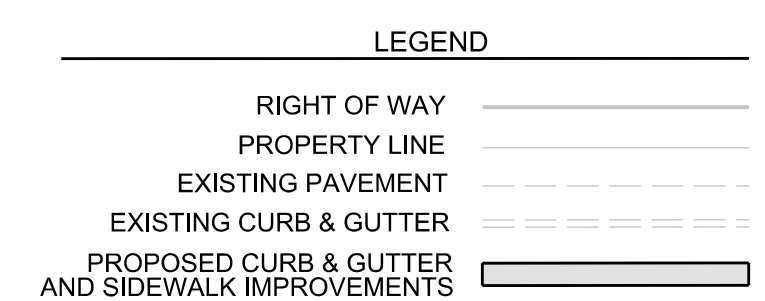 LEGEND
RIGHT OF WAY
PROPERTY LINE
EXISTING PAVEMENT
EXISTING CURB & GUTTER
PROPOSED CURB & GUTTER
AND SIDEWALK IMPROVEMENTS